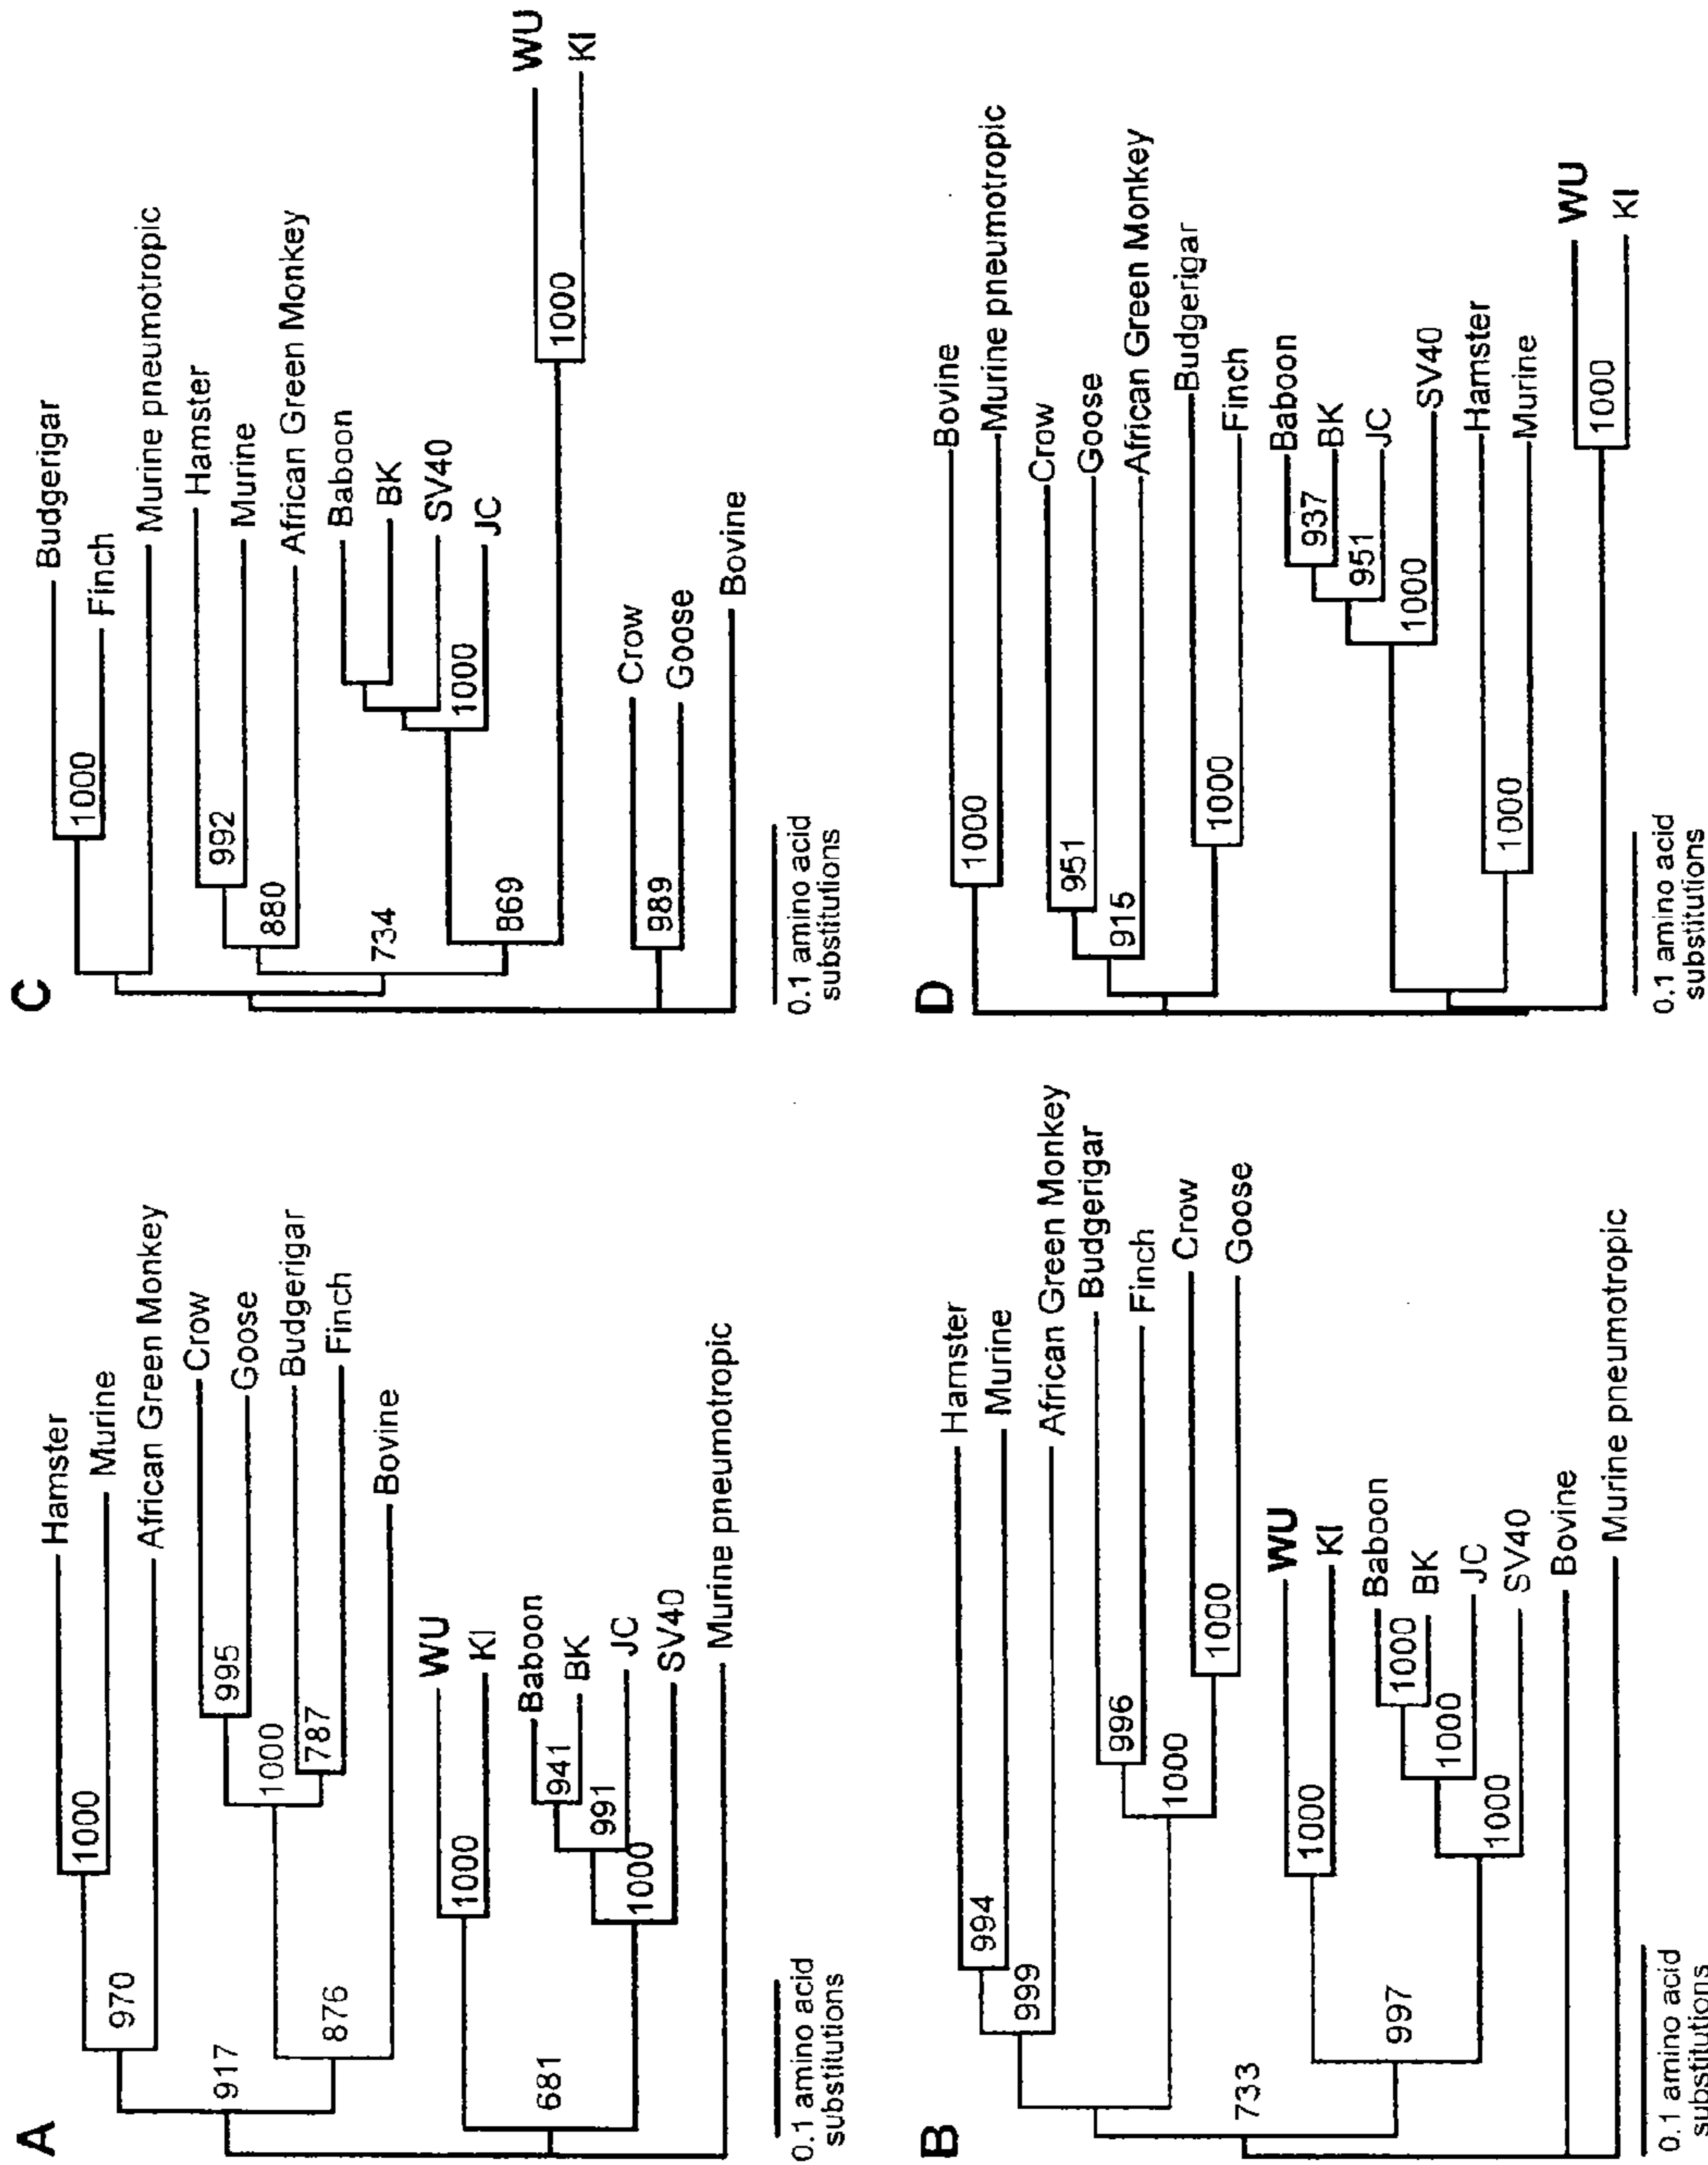 A
Hamster
1000
Murine
970
African Green Monkey
917
Crow
995
Goose
1000
Budgerigar
787
Finch
876
Bovine
WU
1000
KI
681
Baboon
941
BK
991
JC
1000
SV40
Murine pneumotropic
0.1 amino acid
substitutions
B
Hamster
994
Murine
999
African Green Monkey
Budgerigar
996
Finch
1000
Crow
1000
Goose
733
WU
1000
KI
997
Baboon
1000
BK
1000
JC
1000
SV40
Bovine
Murine pneumotropic
0.1 amino acid
substitutions
C
Budgerigar
1000
Finch
Murine pneumotropic
Hamster
992
Murine
880
African Green Monkey
734
Baboon
BK
SV40
1000
JC
869
WU
1000
KI
Crow
989
Goose
Bovine
0.1 amino acid
substitutions
D
Bovine
1000
Murine pneumotropic
Crow
951
Goose
915
African Green Monkey
Budgerigar
1000
Finch
Baboon
937
BK
951
JC
1000
SV40
Hamster
1000
Murine
WU
1000
KI
0.1 amino acid
substitutions